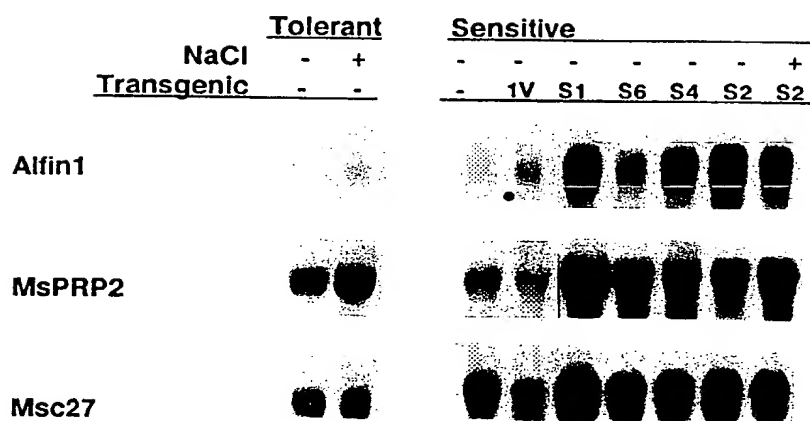 Tolerant Sensitive
NaCl - + - - - - - - +
Transgenic - - - 1V S1 S6 S4 S2 S2
Alfin1
MsPRP2
Msc27